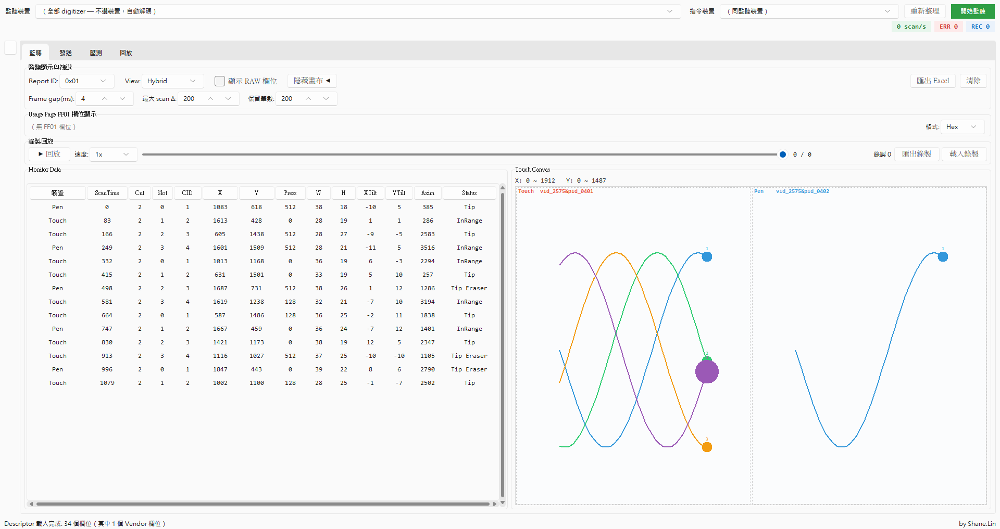 監聽裝置 (全部 digitizer — 不選裝置，自動解碼) 指令裝置 (同監聽裝置) 重新整理 開始監聽
0 scan/s ERR 0 REC 0
監聽 發送 壓測 回放
監聽顯示與篩選
Report ID: 0x01 View: Hybrid 顯示 RAW 欄位 隱藏畫布 ◀ 匯出 Excel 清除
Frame gap(ms): 4 最大 scan Δ: 200 保留筆數: 200
Usage Page FF01 欄位顯示
(無 FF01 欄位) 格式: Hex
錄製回放
▶ 回放 速度: 1x 0 / 0 錄製 0 匯出錄製 載入錄製
Monitor Data
裝置 ScanTime Cnt Slot CID X Y Press W H XTilt YTilt Azim Status
Pen 0 2 0 1 1083 618 512 38 18 -10 5 385 Tip
Touch 83 2 1 2 1613 428 0 28 19 1 1 286 InRange
Touch 166 2 2 3 605 1438 512 28 27 -9 -5 2583 Tip
Pen 249 2 3 4 1601 1509 512 28 21 -11 5 3516 InRange
Touch 332 2 0 1 1013 1168 0 36 19 6 -3 2294 InRange
Touch 415 2 1 2 631 1501 0 33 19 5 10 257 Tip
Pen 498 2 2 3 1687 731 512 38 26 1 12 1286 Tip Eraser
Touch 581 2 3 4 1619 1238 128 32 21 -7 10 3194 InRange
Touch 664 2 0 1 587 1486 128 36 25 -2 11 1838 Tip
Pen 747 2 1 2 1667 459 0 36 24 -7 12 1401 InRange
Touch 830 2 2 3 1421 1173 0 38 19 12 5 2347 Tip
Touch 913 2 3 4 1116 1027 512 37 25 -10 -10 1105 Tip Eraser
Pen 996 2 0 1 1847 443 0 39 22 8 6 2790 Tip Eraser
Touch 1079 2 1 2 1002 1100 128 28 25 -1 -7 2502 Tip
Touch Canvas
X: 0 ~ 1912 Y: 0 ~ 1487
Touch vid_2575&pid_0401
1
2
3
Pen vid_2575&pid_0402
1
Descriptor 載入完成: 34 個欄位 (其中 1 個 Vendor 欄位) by Shane.Lin